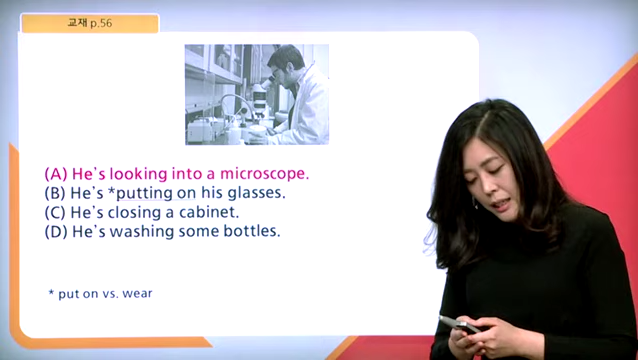 교재 p.56
(A) He's looking into a microscope.
(B) He's *putting on his glasses.
(C) He's closing a cabinet.
(D) He's washing some bottles.
* put on vs. wear